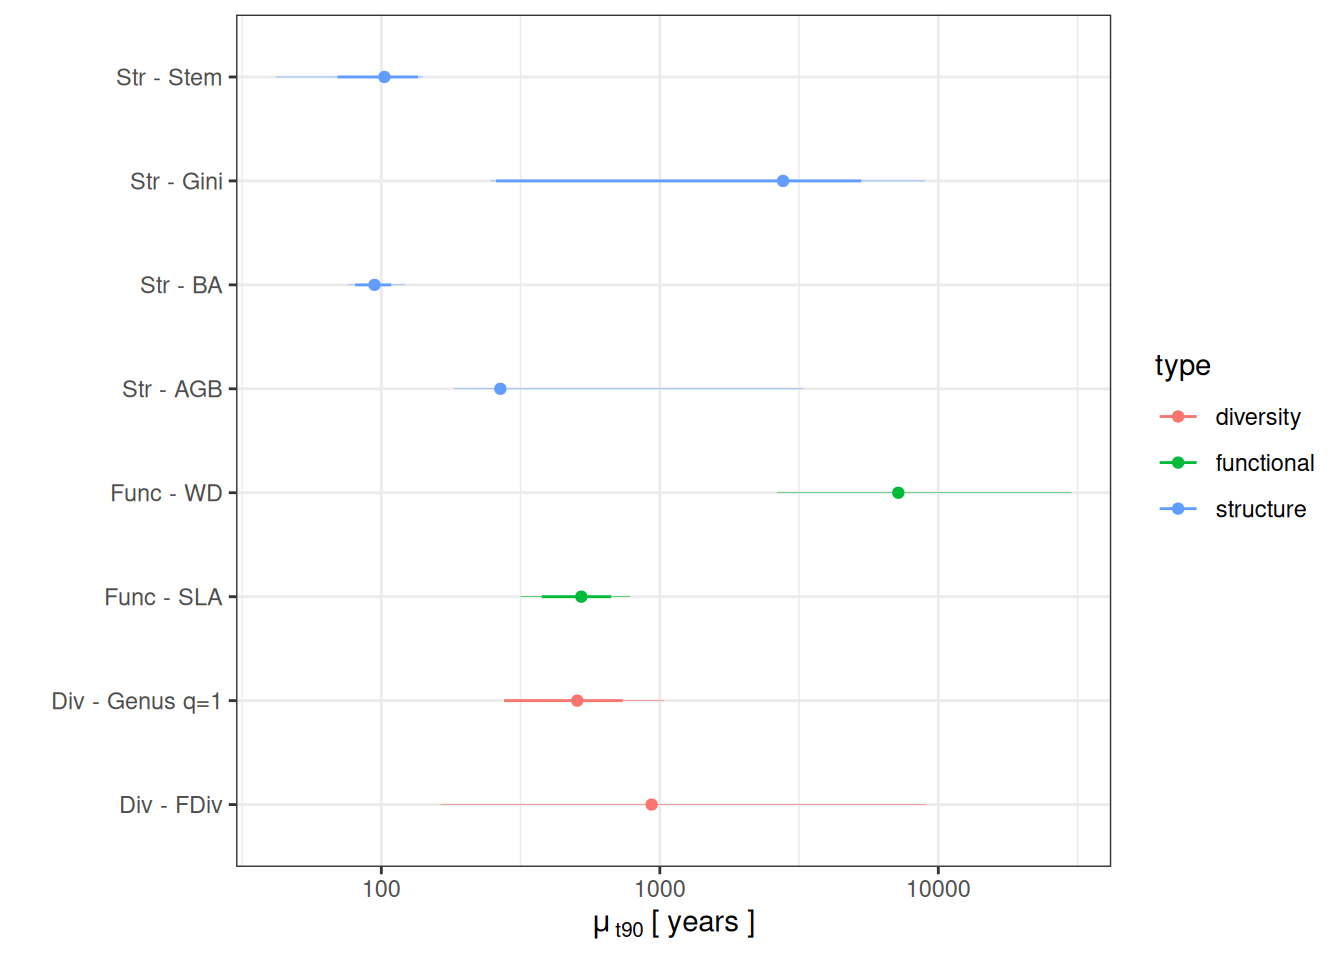 Str - Stem
Str - Gini
Str - BA
Str - AGB
Func - WD
Func - SLA
Div - Genus q=1
Div - FDiv
100 1000 10000
μ t90 [ years ]
type
diversity
functional
structure